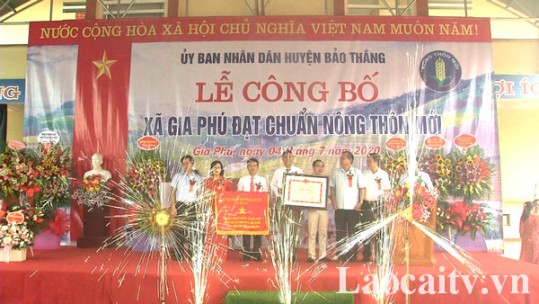 NƯỚC CỘNG HÒA XÃ HỘI CHỦ NGHĨA VIỆT NAM MUÔN NĂM!
ỦY BAN NHÂN DÂN HUYỆN BẢO THẮNG
LỄ CÔNG BỐ
XÃ GIA PHÚ ĐẠT CHUẨN NÔNG THÔN MỚI
Gia Phú, ngày 04 tháng 7 năm 2020
Laocaitv.vn